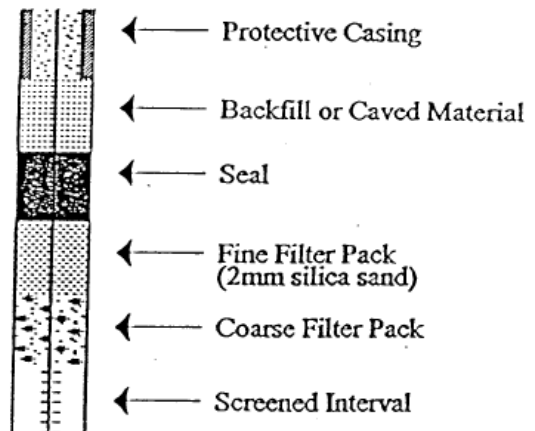 Protective Casing
Backfill or Caved Material
Seal
Fine Filter Pack
(2mm silica sand)
Coarse Filter Pack
Screened Interval